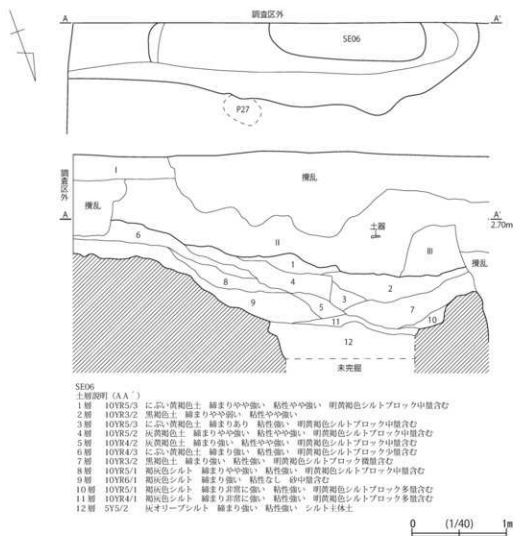 調査区外
A
A'
SE06
P27
調査区外
I
攪乱
攪乱
A
A'
2.70m
土器
II
III
攪乱
6
1
4
2
8
3
7
9
5
10
11
12
未完掘
SE06
土層説明（AA´）
1層 10YR5/3 にぶい黄褐色土 締まりやや強い 粘性やや強い 明黄褐色シルトブロック中量含む
2層 10YR3/2 黒褐色土 締まりやや弱い 粘性やや強い
3層 10YR5/3 にぶい黄褐色土 締まりあり 粘性強い 明黄褐色シルトブロック中量含む
4層 10YR5/2 灰黄褐色土 締まりやや強い 粘性やや強い 明黄褐色シルトブロック中量含む
5層 10YR4/2 灰黄褐色土 締まり強い 粘性やや強い 明黄褐色シルトブロック中量含む
6層 10YR4/3 にぶい黄褐色土 締まり強い 粘性強い 明黄褐色シルトブロック少量含む
7層 10YR3/2 黒褐色土 締まり強い 粘性強い 明黄褐色シルトブロック微量含む
8層 10YR5/1 褐灰色シルト 締まりやや強い 粘性強い 明黄褐色シルトブロック中量含む
9層 10YR6/1 褐灰色シルト 締まり強い 粘性なし 砂中量含む
10層 10YR5/1 褐灰色シルト 締まり非常に強い 粘性強い 明黄褐色シルトブロック多量含む
11層 10YR4/1 褐灰色シルト 締まり非常に強い 粘性強い 明黄褐色シルトブロック多量含む
12層 5Y5/2 灰オリーブシルト 締まり強い 粘性強い シルト主体土
0 (1/40) 1m